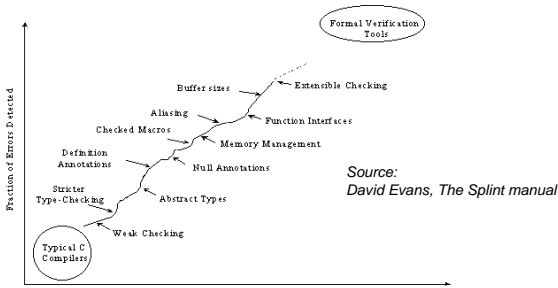 Formal Verification
Tools
Buffer sizes
Extensible Checking
Aliasing
Function Interfaces
Checked Macros
Memory Management
Definition
Annotations
Null Annotations
Source:
David Evans, The Splint manual
Stricter
Type-Checking
Abstract Types
Weak Checking
Typical C
Compilers
Fraction of Errors Detected